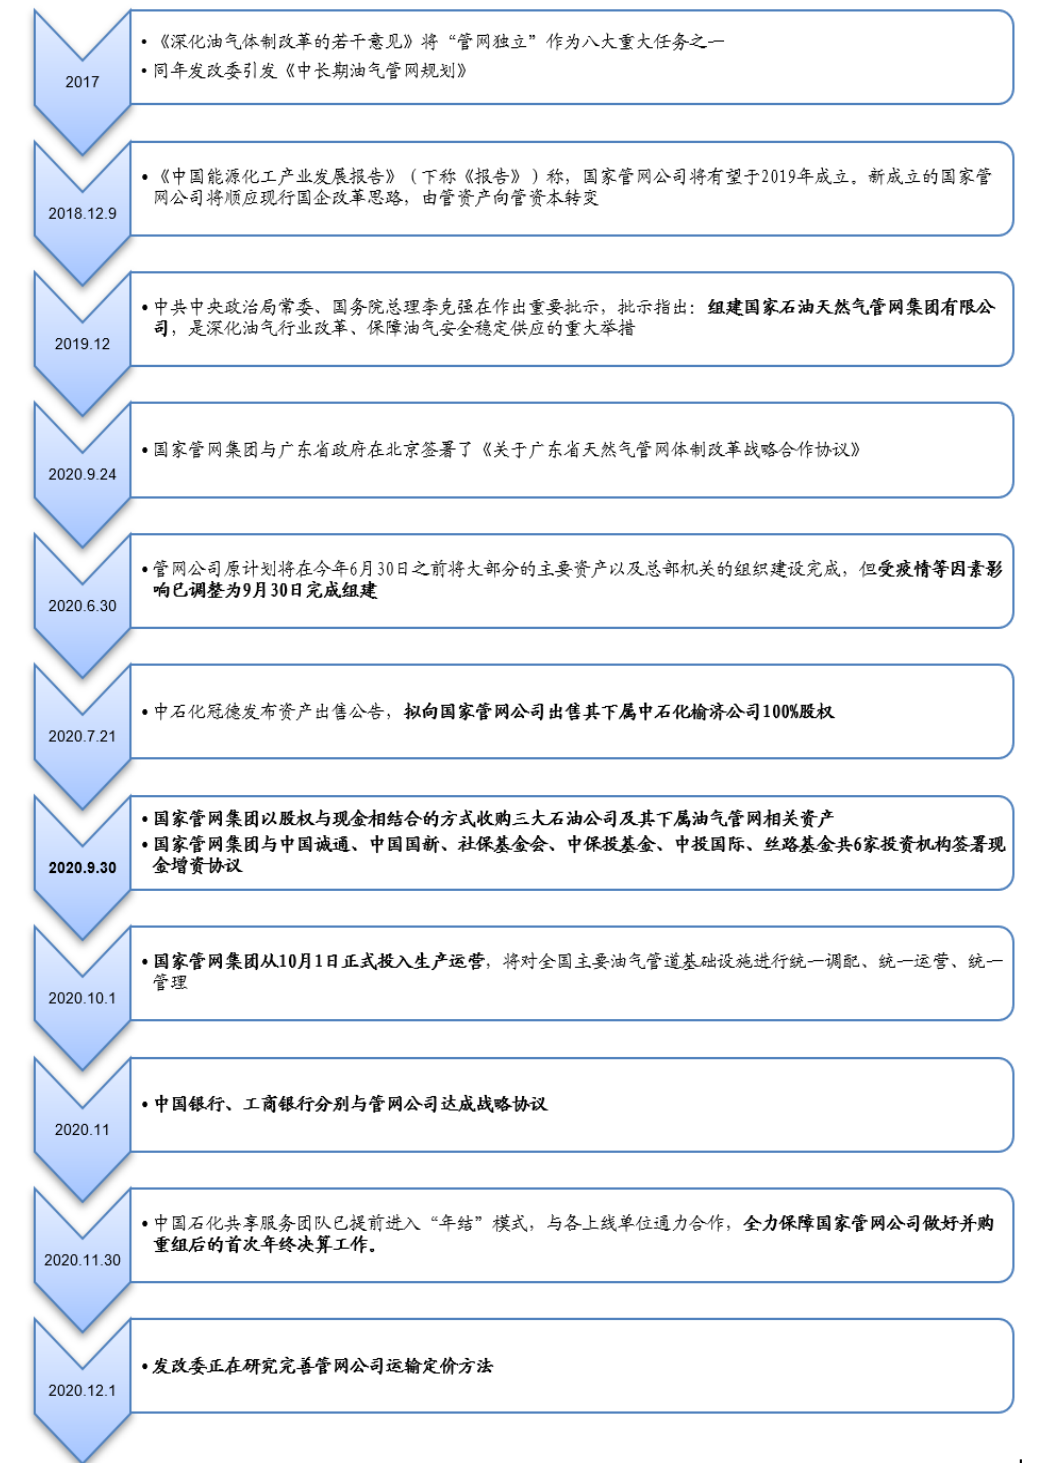 2017
•《深化油气体制改革的若干意见》将“管网独立”作为八大重大任务之一
•同年发改委引发《中长期油气管网规划》
2018.12.9
•《中国能源化工产业发展报告》（下称《报告》）称，国家管网公司将有望于2019年成立。新成立的国家管
网公司将顺应现行国企改革思路，由管资产向管资本转变
2019.12
•中共中央政治局常委、国务院总理李克强在作出重要批示，批示指出：组建国家石油天然气管网集团有限公
司，是深化油气行业改革、保障油气安全稳定供应的重大举措
2020.9.24
•国家管网集团与广东省政府在北京签署了《关于广东省天然气管网体制改革战略合作协议》
2020.6.30
•管网公司原计划将在今年6月30日之前将大部分的主要资产以及总部机关的组织建设完成，但受疫情等因素影
响已调整为9月30日完成组建
2020.7.21
•中石化冠德发布资产出售公告，拟向国家管网公司出售其下属中石化榆济公司100%股权
2020.9.30
•国家管网集团以股权与现金相结合的方式收购三大石油公司及其下属油气管网相关资产
•国家管网集团与中国诚通、中国国新、社保基金会、中保投基金、中投国际、丝路基金共6家投资机构签署现
金增资协议
2020.10.1
•国家管网集团从10月1日正式投入生产运营，将对全国主要油气管道基础设施进行统一调配、统一运营、统一
管理
2020.11
•中国银行、工商银行分别与管网公司达成战略协议
2020.11.30
•中国石化共享服务团队已提前进入“年结”模式，与各上线单位通力合作，全力保障国家管网公司做好并购
重组后的首次年终决算工作。
2020.12.1
•发改委正在研究完善管网公司运输定价方法